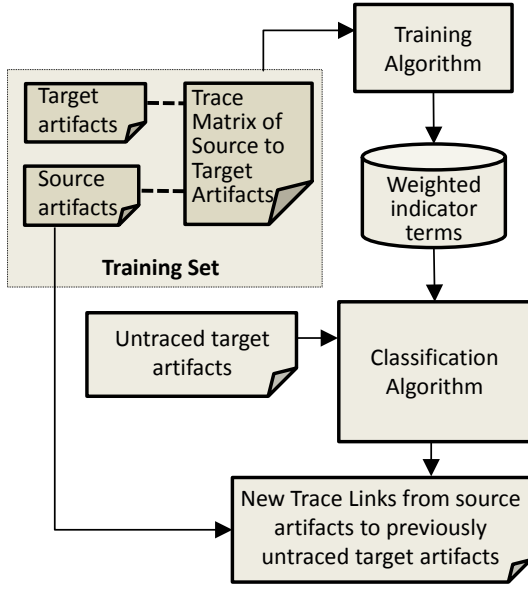 Training
Algorithm
Target
artifacts
Trace
Matrix of
Source to
Target
Artifacts
Source
artifacts
Training Set
Weighted
indicator
terms
Untraced target
artifacts
Classification
Algorithm
New Trace Links from source
artifacts to previously
untraced target artifacts